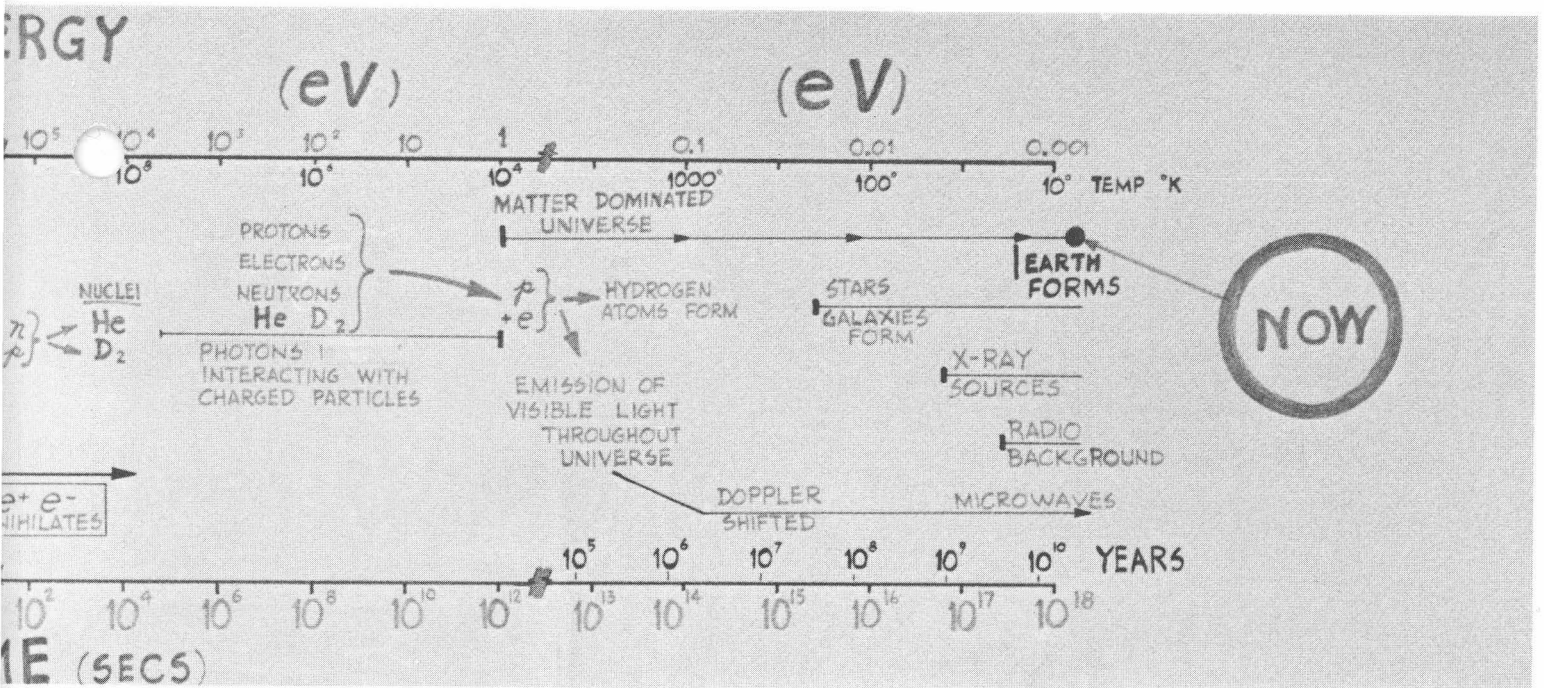 ERGY
(eV) (eV)
10⁵ 10⁴ 10³ 10² 10 1 0.1 0.01 0.001
10⁸ 10⁶ 10⁴ 1000° 100° 10° TEMP °K
MATTER DOMINATED
UNIVERSE
PROTONS
ELECTRONS
NEUTRONS
He D₂
NUCLEI
He
D₂
n
p
p
+e
HYDROGEN
ATOMS FORM
STARS
GALAXIES
FORM
EARTH
FORMS
NOW
PHOTONS
INTERACTING WITH
CHARGED PARTICLES
EMISSION OF
VISIBLE LIGHT
THROUGHOUT
UNIVERSE
X-RAY
SOURCES
RADIO
BACKGROUND
e+ e-
NIHILATES
DOPPLER
SHIFTED
MICROWAVES
10⁵ 10⁶ 10⁷ 10⁸ 10⁹ 10¹⁰ YEARS
10² 10⁴ 10⁶ 10⁸ 10¹⁰ 10¹² 10¹³ 10¹⁴ 10¹⁵ 10¹⁶ 10¹⁷ 10¹⁸
ME (SECS)